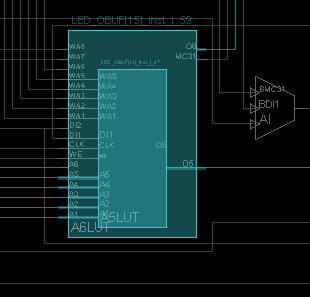 LED_OBUF[15]_inst_i_59
WA8
WA7
WA6
WA5
WA4
WA3
WA2
WA1
DI2
DI1
CLK
WE
A6
A5
A4
A3
A2
A1
A6LUT
O6
MC31
O5
LED_OBUF[15]_inst_i_67
WA5
WA4
WA3
WA2
WA1
DI1
CLK
WE
A5
A4
A3
A2
A1
A5LUT
O5
BMC31
BDI1
AI